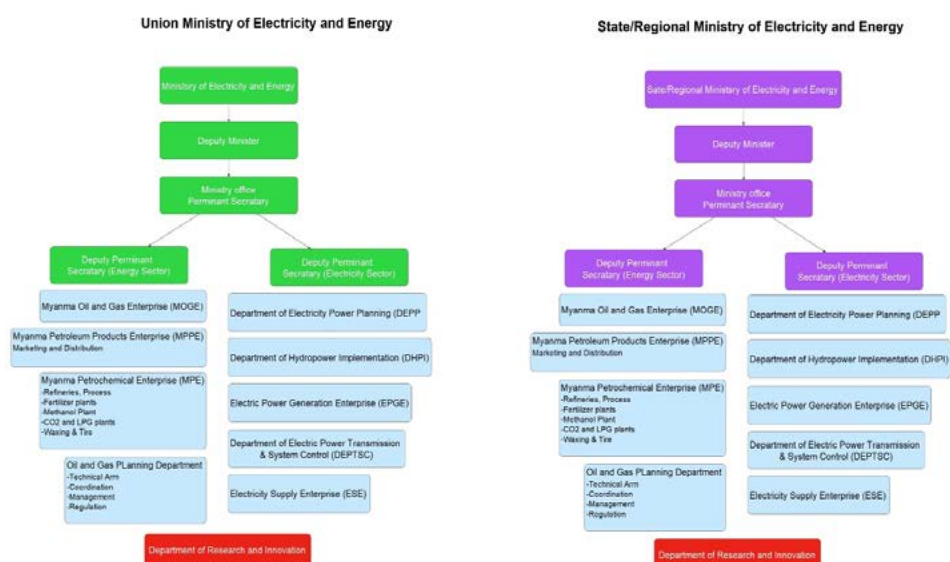 Union Ministry of Electricity and Energy
Ministury of Electricity and Energy
Deputy Minister
Ministry office
Perminant Secratary
Deputy Perminant
Secratary (Energy Sector)
Myanma Oil and Gas Enterprise (MOGE)
Myanma Petroleum Products Enterprise (MPPE)
Marketing and Distribution
Myanma Petrochemical Enterprise (MPE)
-Refineries, Process
-Fertilizer plants
-Methanol Plant
-CO2 and LPG plants
-Waxing & Tire
Oil and Gas PLanning Department
-Technical Arm
-Coordination
-Management
-Regulation
Deputy Perminant
Secratary (Electricity Sector)
Department of Electricity Power Planning (DEPP
Department of Hydropower Implementation (DHPI)
Electric Power Generation Enterprise (EPGE)
Department of Electric Power Transmission
& System Control (DEPTSC)
Electricity Supply Enterprise (ESE)
Department of Research and Innovation
State/Regional Ministry of Electricity and Energy
Sate/Regional Ministary of Electricity and Energy
Deputy Minister
Ministry office
Perminant Secratary
Deputy Perminant
Secratary (Energy Sector)
Myanma Oil and Gas Enterprise (MOGE)
Myanma Petroleum Products Enterprise (MPPE)
Marketing and Distribution
Myanma Petrochemical Enterprise (MPE)
-Refineries, Process
-Fertilizer plants
-Methanol Plant
-CO2 and LPG plants
-Waxing & Tire
Oil and Gas PLanning Department
-Technical Arm
-Coordination
-Management
-Regulation
Deputy Perminant
Secratary (Electricity Sector)
Department of Electricity Power Planning (DEPP
Department of Hydropower Implementation (DHPI)
Electric Power Generation Enterprise (EPGE)
Department of Electric Power Transmission
& System Control (DEPTSC)
Electricity Supply Enterprise (ESE)
Department of Research and Innovation